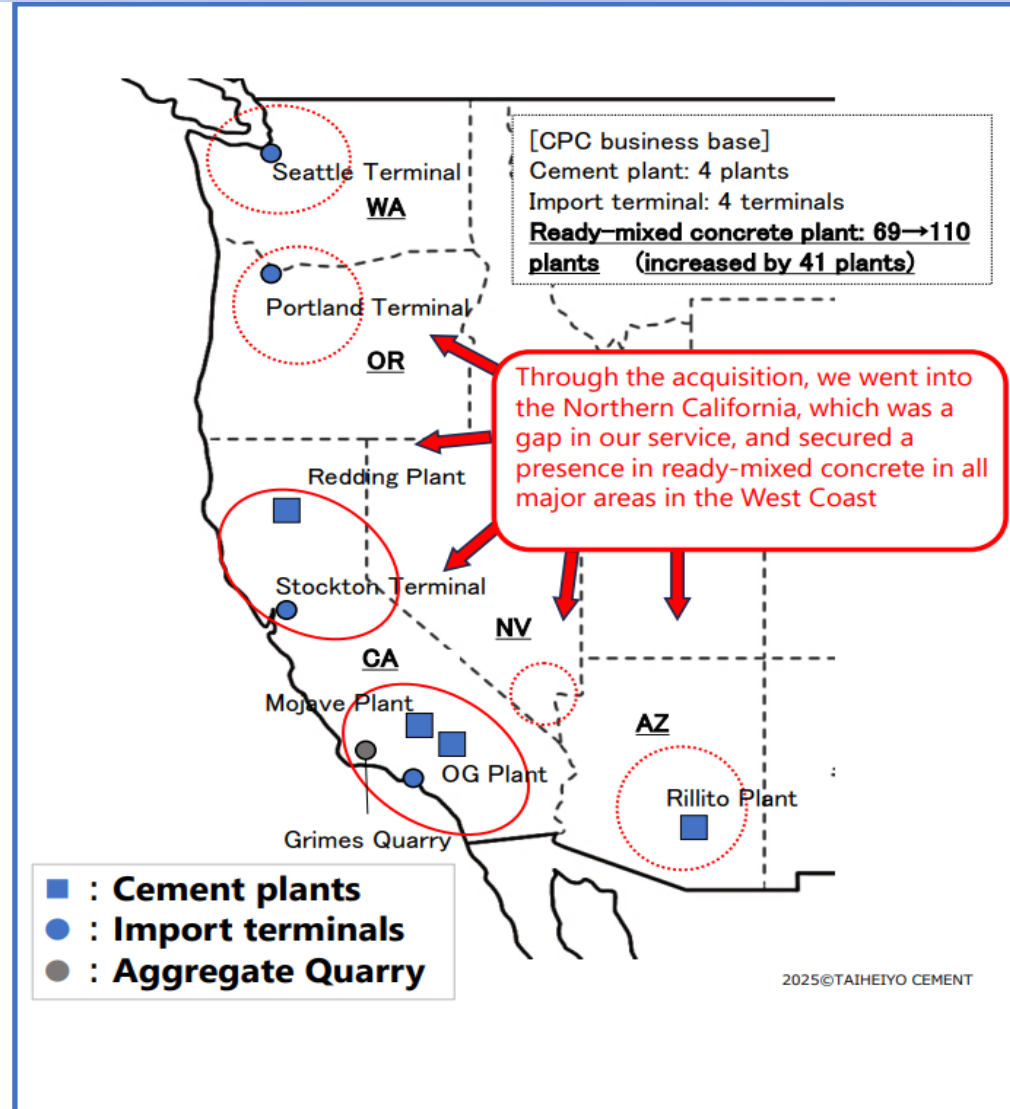 [CPC business base]
Cement plant: 4 plants
Import terminal: 4 terminals
Ready-mixed concrete plant: 69→110
plants (increased by 41 plants)
Seattle Terminal
WA
Portland Terminal
OR
Through the acquisition, we went into
the Northern California, which was a
gap in our service, and secured a
presence in ready-mixed concrete in all
major areas in the West Coast
Redding Plant
Stockton Terminal
NV
CA
Mojave Plant
AZ
OG Plant
Rillito Plant
Grimes Quarry
: Cement plants
: Import terminals
: Aggregate Quarry
2025©TAIHEIYO CEMENT